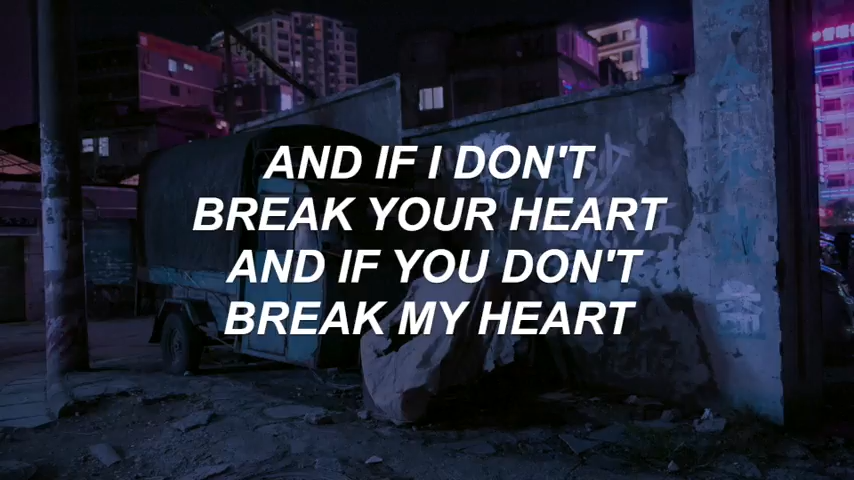 AND IF I DON'T
BREAK YOUR HEART
AND IF YOU DON'T
BREAK MY HEART